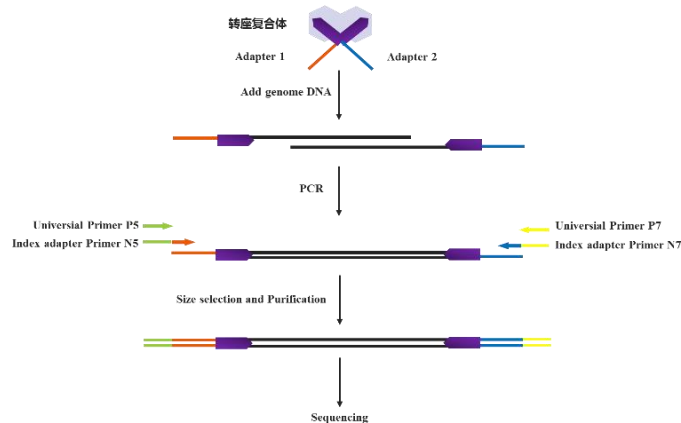 转座复合体
Adapter 1
Adapter 2
Add genome DNA
PCR
Universial Primer P5
Index adapter Primer N5
Universial Primer P7
Index adapter Primer N7
Size selection and Purification
Sequencing